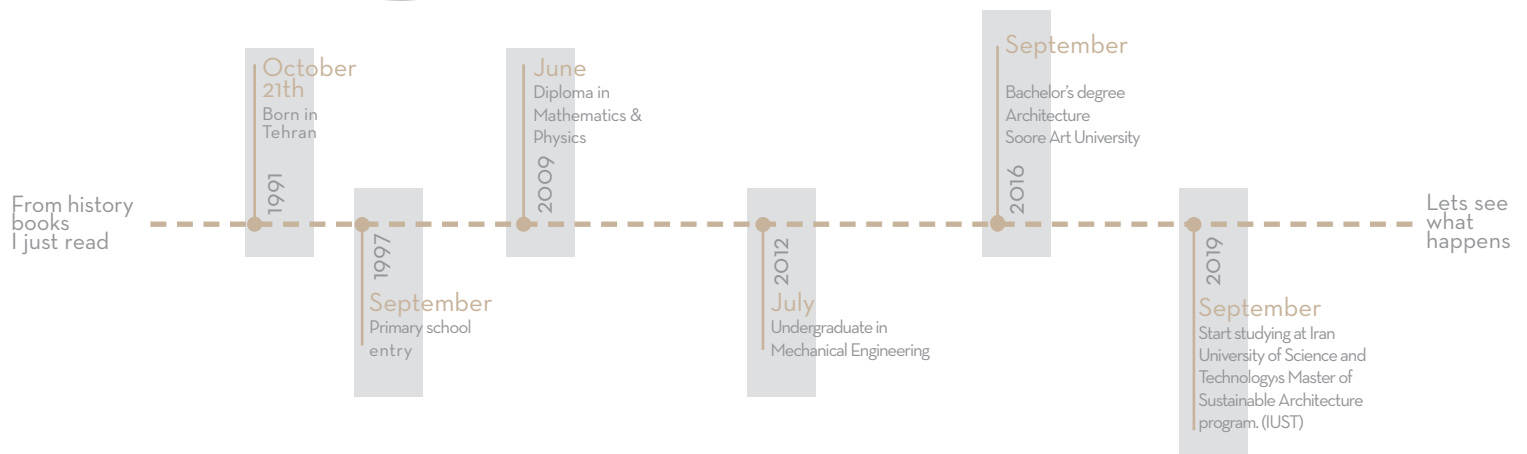 From history
books
I just read
October
21th
Born in
Tehran
1991
1997
September
Primary school
entry
June
Diploma in
Mathematics &
Physics
2009
2012
July
Undergraduate in
Mechanical Engineering
September
Bachelor's degree
Architecture
Soore Art University
2016
2019
September
Start studying at Iran
University of Science and
Technology›s Master of
Sustainable Architecture
program. (IUST)
Lets see
what
happens